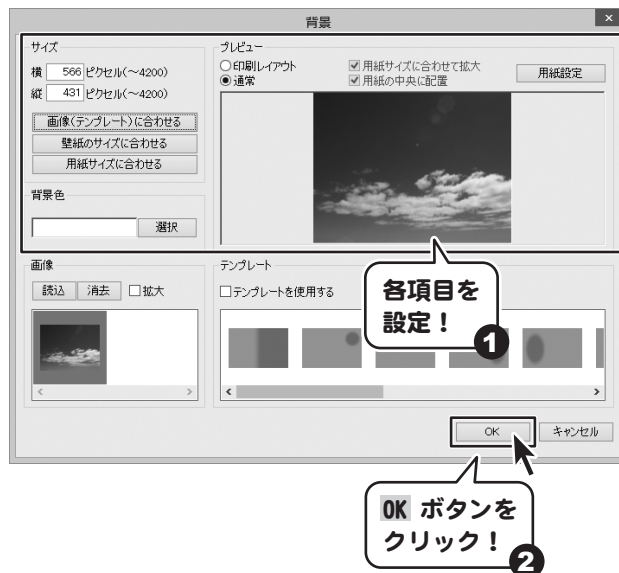 背景
サイズ
横 566 ピクセル(～4200)
縦 431 ピクセル(～4200)
画像(テンプレート)に合わせる
壁紙のサイズに合わせる
用紙サイズに合わせる
背景色
選択
プレビュー
印刷レイアウト
通常
用紙サイズに合わせて拡大
用紙の中央に配置
用紙設定
画像
読込 消去 拡大
テンプレート
テンプレートを使用する
各項目を
設定！
1
OK キャンセル
OK ボタンを
クリック！
2